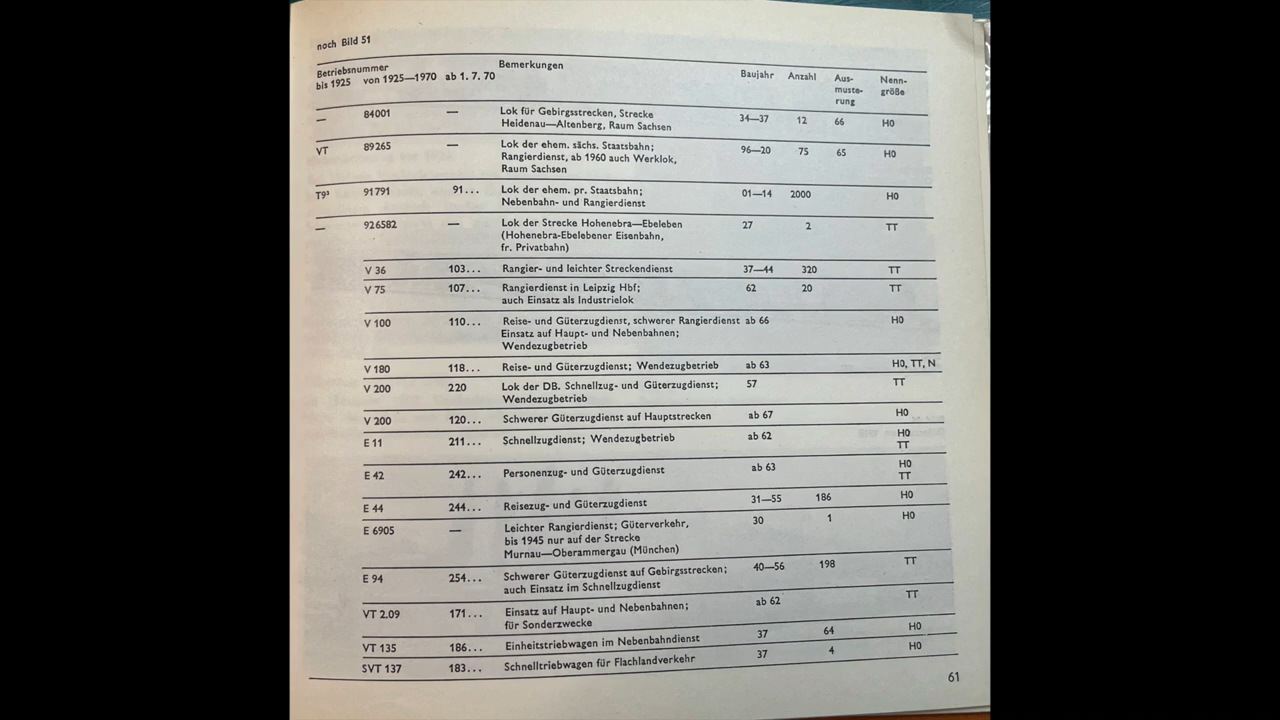 noch Bild 51
Betriebsnummer Bemerkungen Baujahr Anzahl Aus- Nenn-
bis 1925 von 1925—1970 ab 1. 7. 70 muste- größe
rung
— 84001 — Lok für Gebirgsstrecken, Strecke 34—37 12 66 H0
Heidenau—Altenberg, Raum Sachsen
VT 89265 — Lok der ehem. sächs. Staatsbahn; 96—20 75 65 H0
Rangierdienst, ab 1960 auch Werklok,
Raum Sachsen
T9³ 91791 91... Lok der ehem. pr. Staatsbahn; 01—14 2000 H0
Nebenbahn- und Rangierdienst
— 926582 — Lok der Strecke Hohenebra—Ebeleben 27 2 TT
(Hohenebra-Ebelebener Eisenbahn,
fr. Privatbahn)
V 36 103... Rangier- und leichter Streckendienst 37—44 320 TT
V 75 107... Rangierdienst in Leipzig Hbf; 62 20 TT
auch Einsatz als Industrielok
V 100 110... Reise- und Güterzugdienst, schwerer Rangierdienst ab 66 H0
Einsatz auf Haupt- und Nebenbahnen;
Wendezugbetrieb
V 180 118... Reise- und Güterzugdienst; Wendezugbetrieb ab 63 H0, TT, N
V 200 220 Lok der DB. Schnellzug- und Güterzugdienst; 57 TT
Wendezugbetrieb
V 200 120... Schwerer Güterzugdienst auf Hauptstrecken ab 67 H0
E 11 211... Schnellzugdienst; Wendezugbetrieb ab 62 H0
TT
E 42 242... Personenzug- und Güterzugdienst ab 63 H0
TT
E 44 244... Reisezug- und Güterzugdienst 31—55 186 H0
E 6905 — Leichter Rangierdienst; Güterverkehr, 30 1 H0
bis 1945 nur auf der Strecke
Murnau—Oberammergau (München)
E 94 254... Schwerer Güterzugdienst auf Gebirgsstrecken; 40—56 198 TT
auch Einsatz im Schnellzugdienst
VT 2.09 171... Einsatz auf Haupt- und Nebenbahnen; ab 62 TT
für Sonderzwecke
VT 135 186... Einheitstriebwagen im Nebenbahndienst 37 64 H0
SVT 137 183... Schnelltriebwagen für Flachlandverkehr 37 4 H0
61